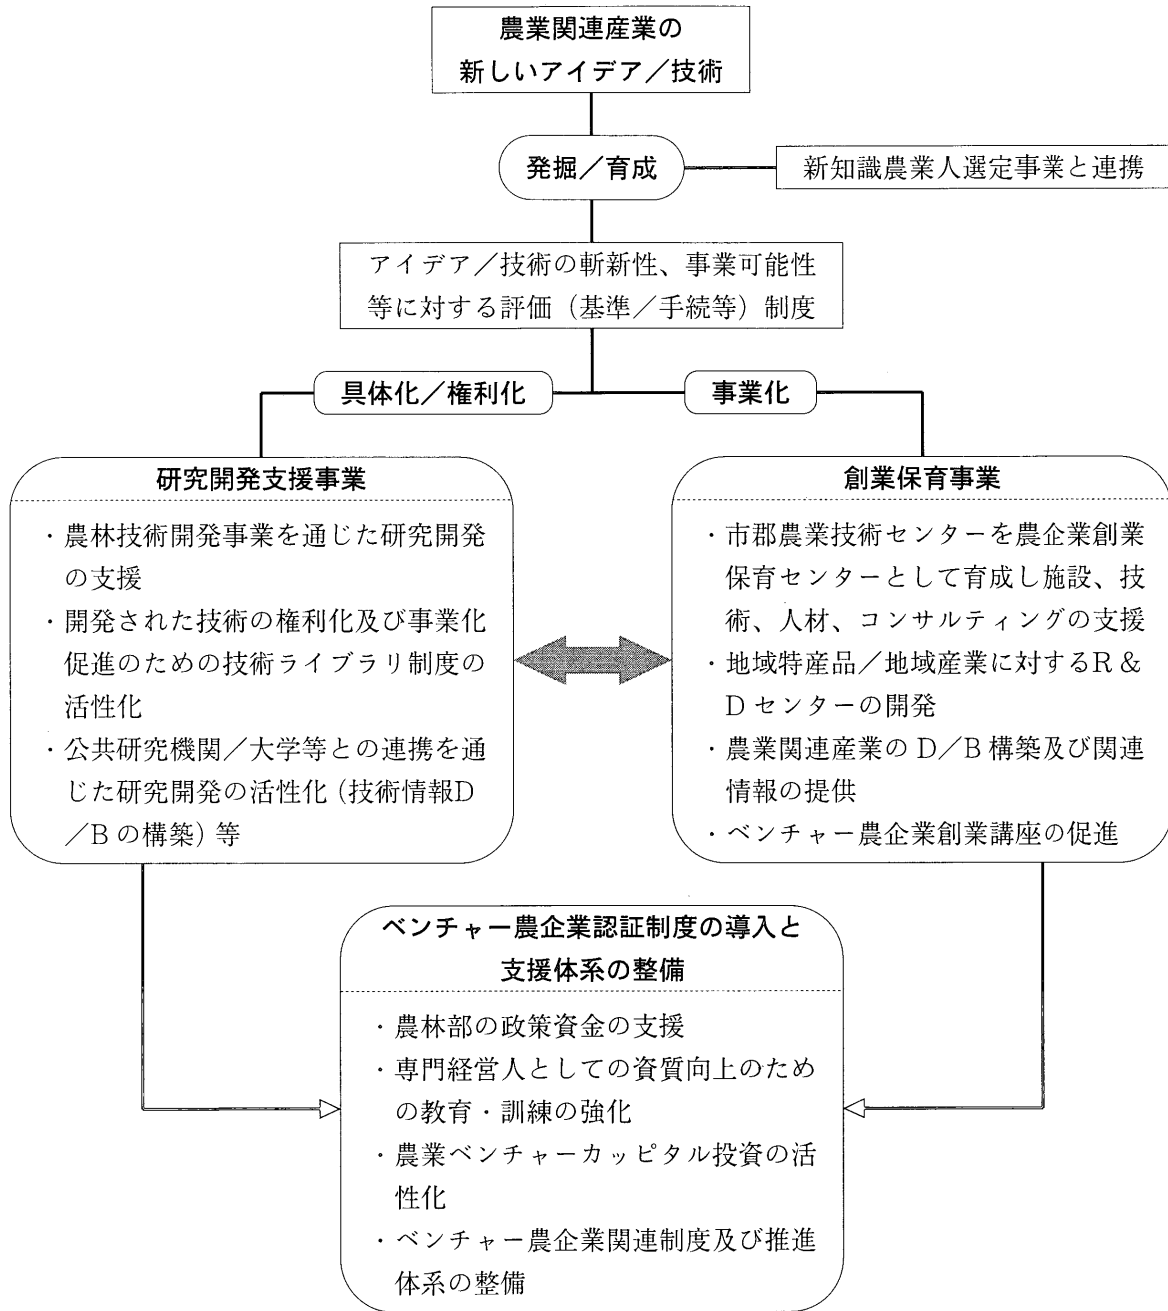 農業関連産業の
新しいアイデア／技術
発掘／育成
新知識農業人選定事業と連携
アイデア／技術の斬新性、事業可能性
等に対する評価（基準／手続等）制度
具体化／権利化
事業化
研究開発支援事業
・農林技術開発事業を通じた研究開発
の支援
・開発された技術の権利化及び事業化
促進のための技術ライブラリ制度の
活性化
・公共研究機関／大学等との連携を通
じた研究開発の活性化（技術情報D
／Bの構築）等
創業保育事業
・市郡農業技術センターを農企業創業
保育センターとして育成し施設、技
術、人材、コンサルティングの支援
・地域特産品／地域産業に対するR＆
Dセンターの開発
・農業関連産業のD／B構築及び関連
情報の提供
・ベンチャー農企業創業講座の促進
ベンチャー農企業認証制度の導入と
支援体系の整備
・農林部の政策資金の支援
・専門経営人としての資質向上のため
の教育・訓練の強化
・農業ベンチャーカッピタル投資の活
性化
・ベンチャー農企業関連制度及び推進
体系の整備